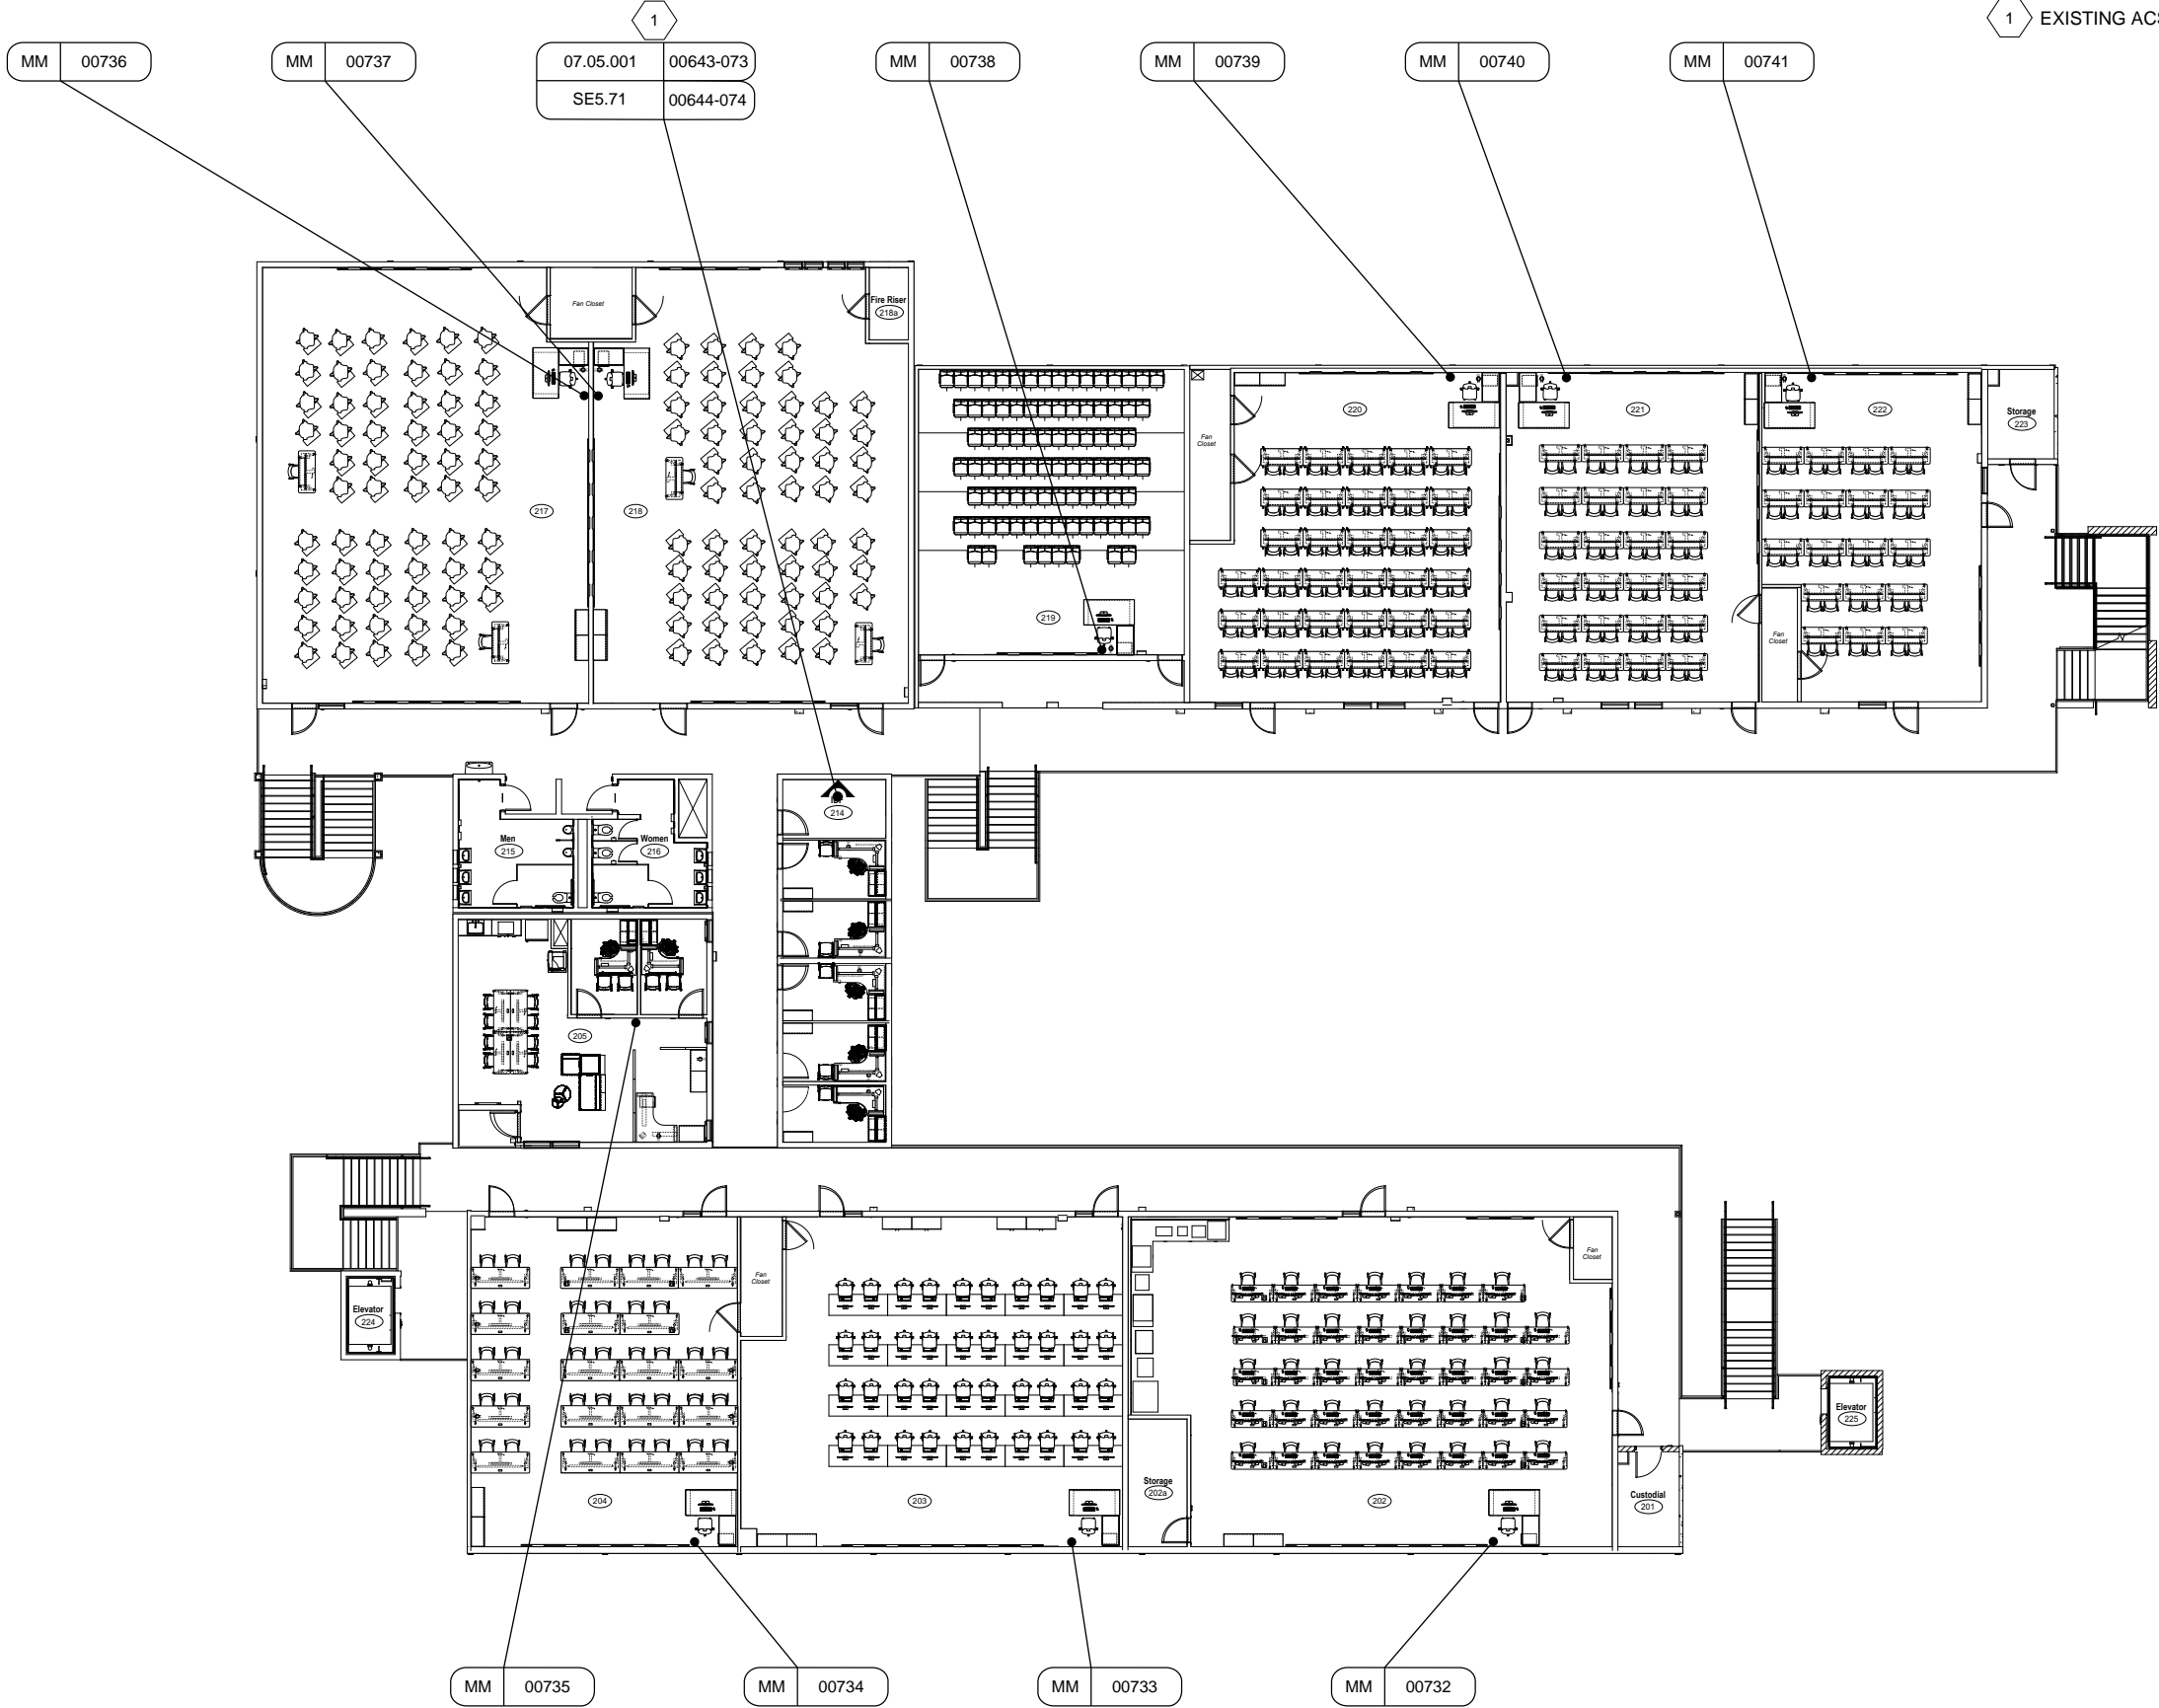 1
1 EXISTING ACS
MM 00736
MM 00737
07.05.001 00643-073
SE5.71 00644-074
MM 00738
MM 00739
MM 00740
MM 00741
Fan Closet
Fire Riser
218a
220
221
222
Storage
223
Fan
Closet
217
218
219
Fan
Closet
214
Men
215
Women
216
205
Fan
Closet
Fan
Closet
Elevator
224
Elevator
225
Storage
202a
204
203
202
Custodial
201
MM 00735
MM 00734
MM 00733
MM 00732